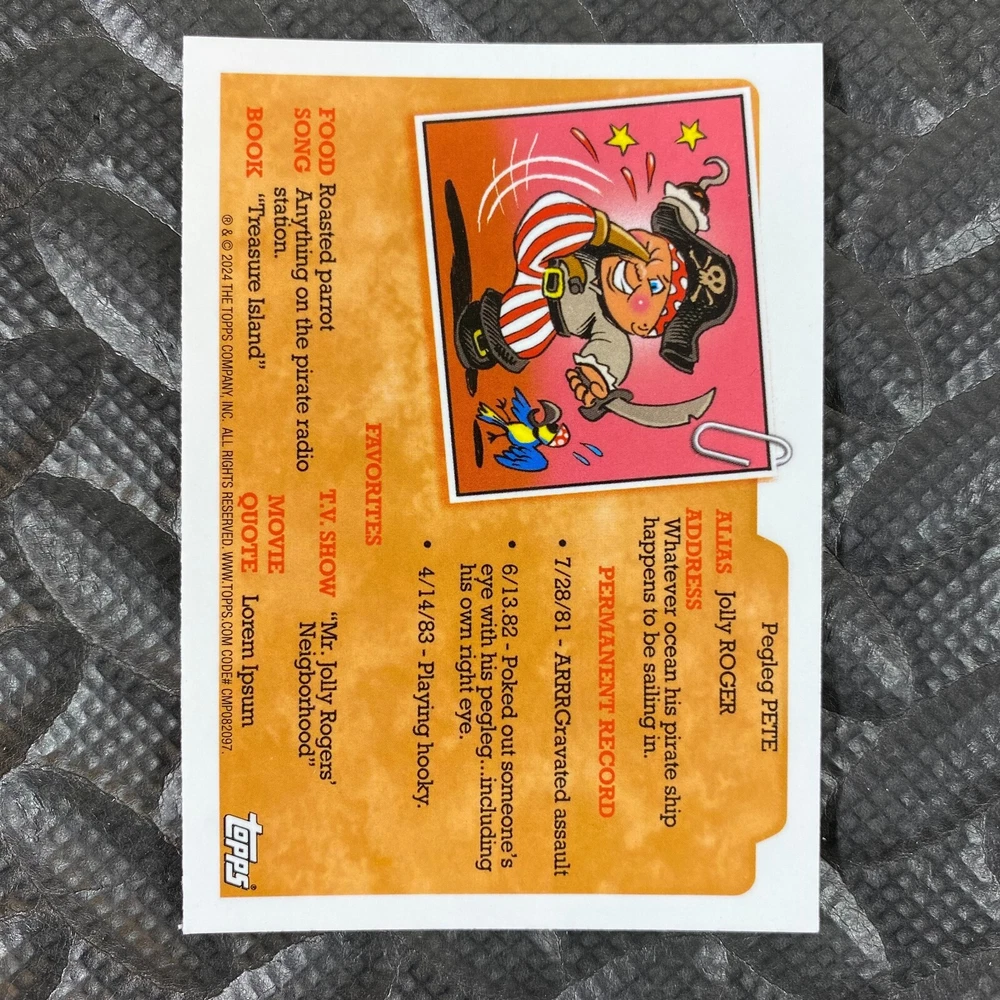 Pegleg PETE
ALIAS Jolly ROGER
ADDRESS
Whatever ocean his pirate ship
happens to be sailing in.
PERMANENT RECORD
• 7/28/81 - ARRRGravated assault
• 6/13.82 - Poked out someone's
eye with his pegleg...including
his own right eye.
• 4/14/83 - Playing hooky.
FAVORITES
FOOD Roasted parrot
SONG Anything on the pirate radio
station.
BOOK "Treasure Island"
T.V. SHOW "Mr. Jolly Rogers'
Neigborhood"
MOVIE
QUOTE Lorem Ipsum
® & © 2024 THE TOPPS COMPANY, INC. ALL RIGHTS RESERVED. WWW.TOPPS.COM CODE# CMP082097.
topps®